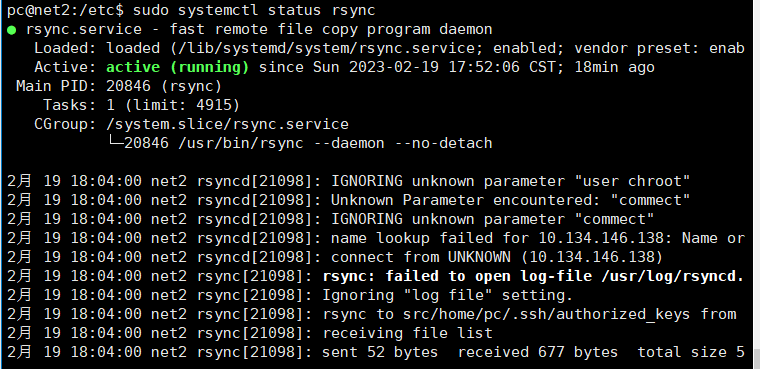 pc@net2:/etc$ sudo systemctl status rsync
● rsync.service - fast remote file copy program daemon
   Loaded: loaded (/lib/systemd/system/rsync.service; enabled; vendor preset: enab
   Active: active (running) since Sun 2023-02-19 17:52:06 CST; 18min ago
 Main PID: 20846 (rsync)
    Tasks: 1 (limit: 4915)
   CGroup: /system.slice/rsync.service
           └─20846 /usr/bin/rsync --daemon --no-detach
2月 19 18:04:00 net2 rsyncd[21098]: IGNORING unknown parameter "user chroot"
2月 19 18:04:00 net2 rsyncd[21098]: Unknown Parameter encountered: "commect"
2月 19 18:04:00 net2 rsyncd[21098]: IGNORING unknown parameter "commect"
2月 19 18:04:00 net2 rsyncd[21098]: name lookup failed for 10.134.146.138: Name or
2月 19 18:04:00 net2 rsyncd[21098]: connect from UNKNOWN (10.134.146.138)
2月 19 18:04:00 net2 rsync[21098]: rsync: failed to open log-file /usr/log/rsyncd.
2月 19 18:04:00 net2 rsync[21098]: Ignoring "log file" setting.
2月 19 18:04:00 net2 rsync[21098]: rsync to src/home/pc/.ssh/authorized_keys from
2月 19 18:04:00 net2 rsync[21098]: receiving file list
2月 19 18:04:00 net2 rsync[21098]: sent 52 bytes  received 677 bytes  total size 5